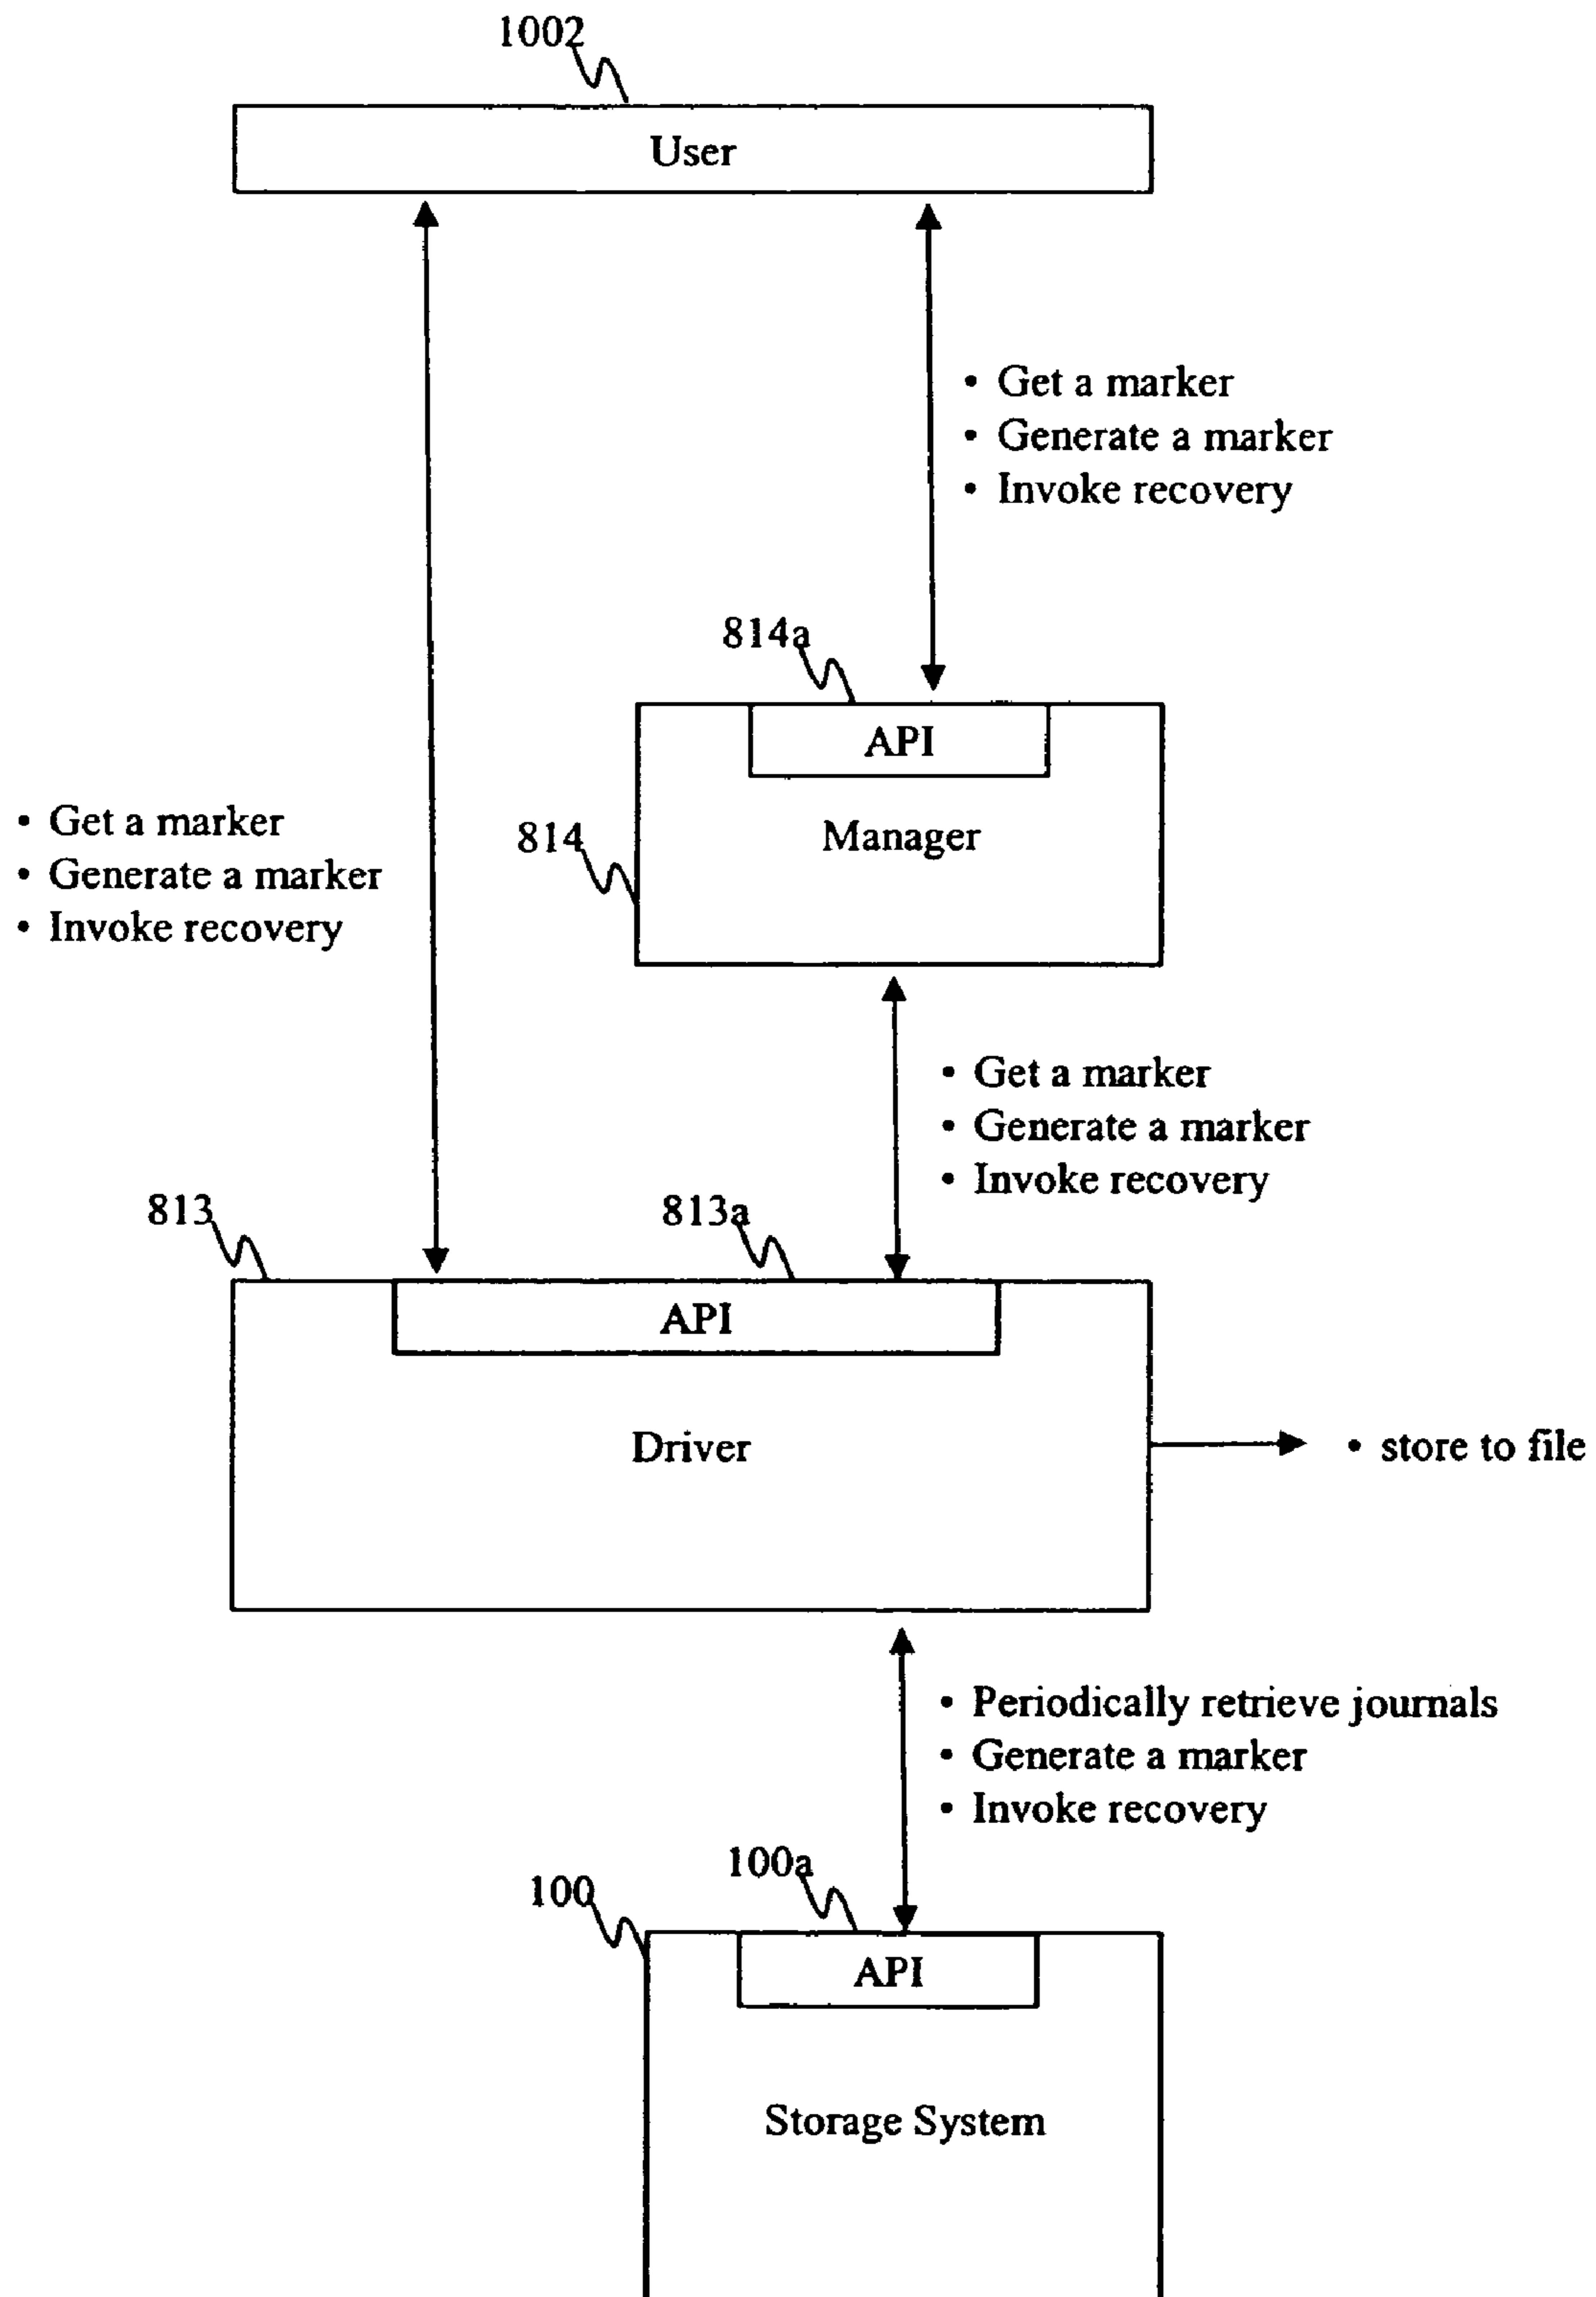 1002
User
• Get a marker
• Generate a marker
• Invoke recovery
814a
API
814
Manager
• Get a marker
• Generate a marker
• Invoke recovery
• Get a marker
• Generate a marker
• Invoke recovery
813
813a
API
Driver
• store to file
• Periodically retrieve journals
• Generate a marker
• Invoke recovery
100a
100
API
Storage System